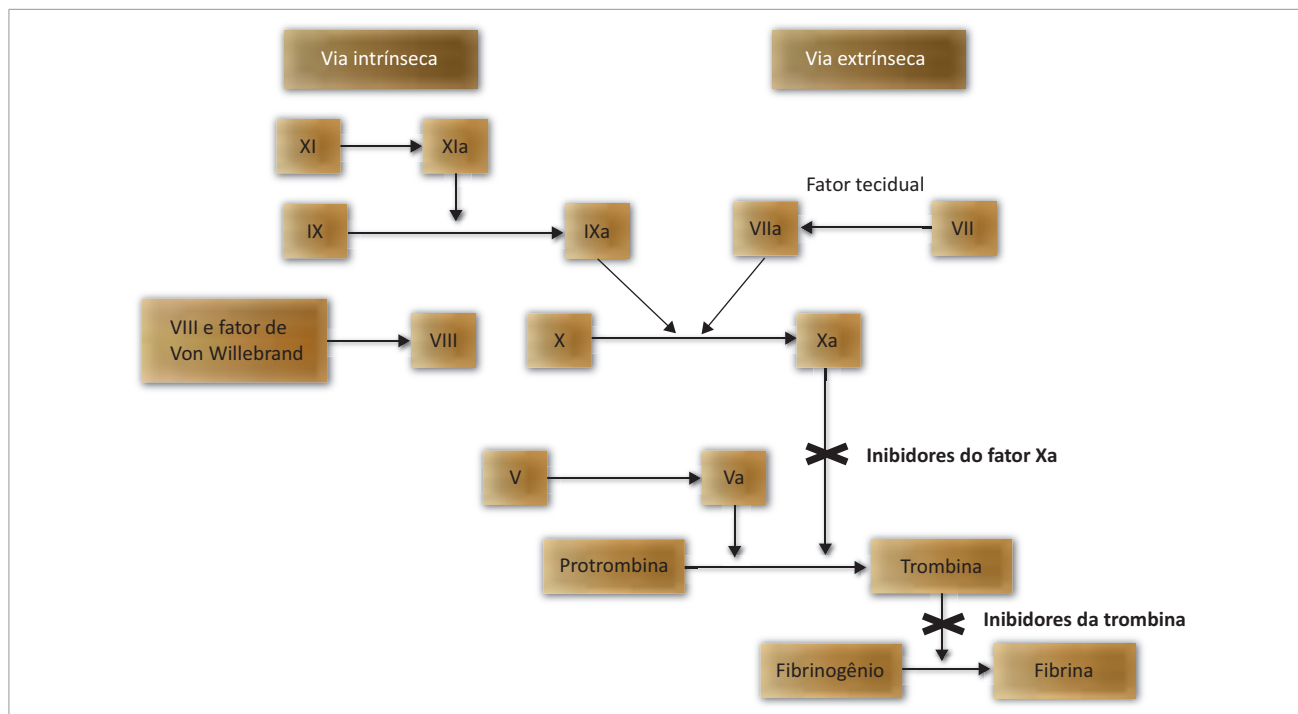 Via intrínseca
Via extrínseca
XI
XIa
Fator tecidual
IX
IXa
VIIa
VII
VIII e fator de
Von Willebrand
VIII
X
Xa
Inibidores do fator Xa
V
Va
Protrombina
Trombina
Inibidores da trombina
Fibrinogênio
Fibrina